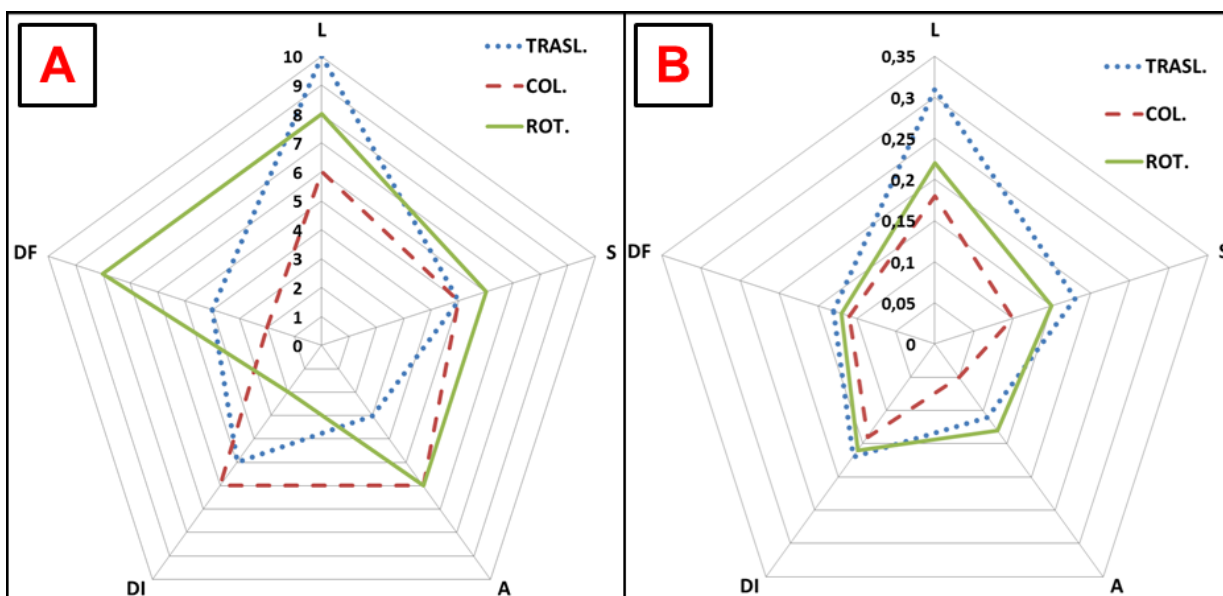 A
L
TRASL.
COL.
ROT.
10
9
8
7
6
5
4
3
2
1
0
DF
S
DI
A
B
L
TRASL.
COL.
ROT.
0,35
0,3
0,25
0,2
0,15
0,1
0,05
0
DF
S
DI
A